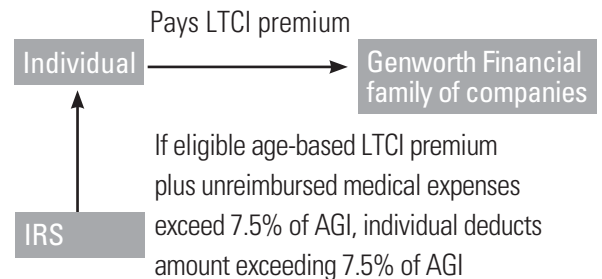 Pays LTCI premium
Individual
Genworth Financial
family of companies
If eligible age-based LTCI premium
plus unreimbursed medical expenses
exceed 7.5% of AGI, individual deducts
amount exceeding 7.5% of AGI
IRS